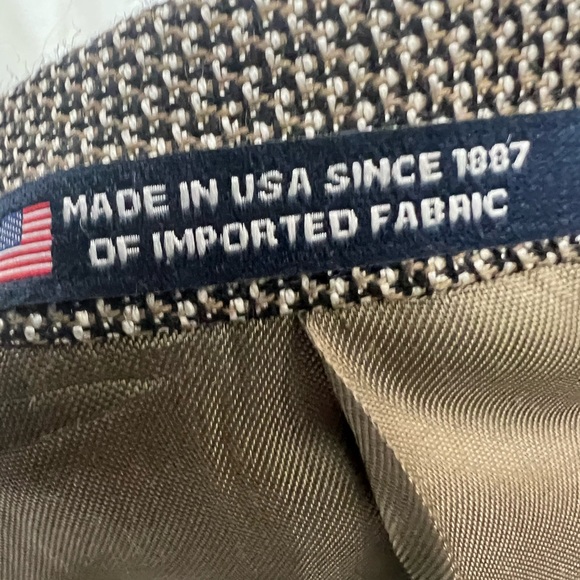 MADE IN USA SINCE 1887
OF IMPORTED FABRIC